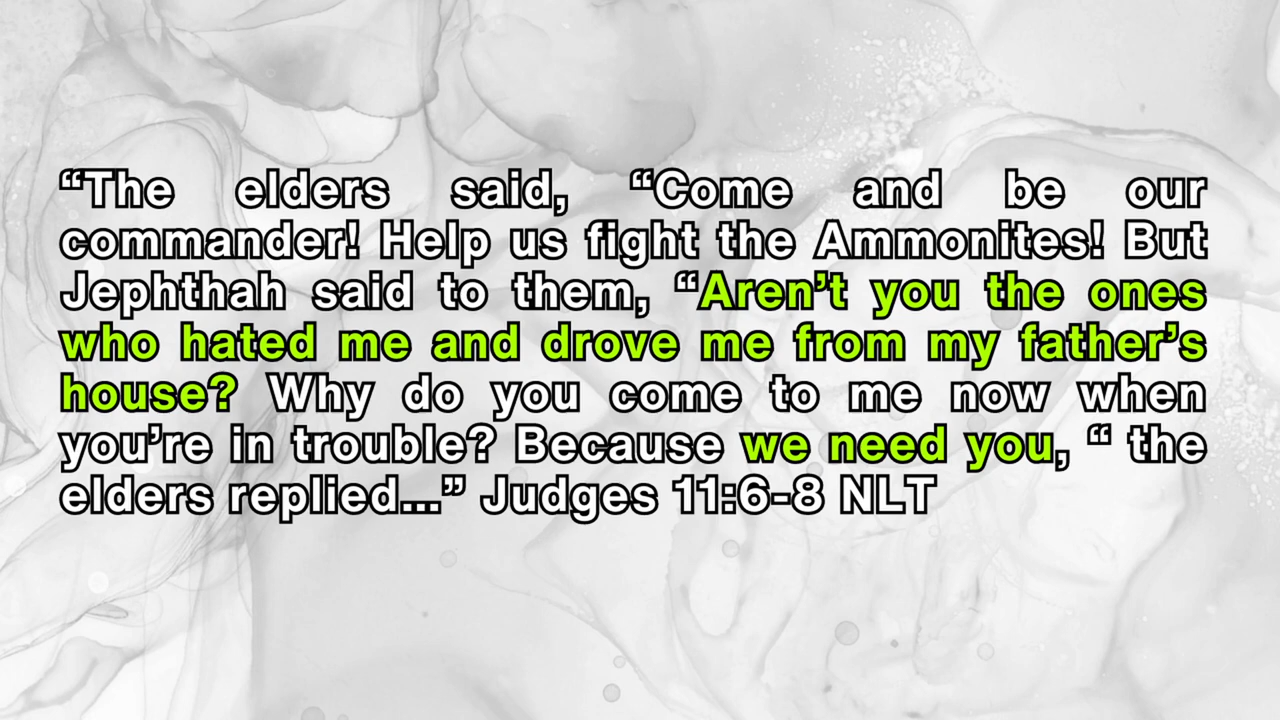 “The elders said, “Come and be our
commander! Help us fight the Ammonites! But
Jephthah said to them, “Aren’t you the ones
who hated me and drove me from my father’s
house? Why do you come to me now when
you’re in trouble? Because we need you, “ the
elders replied...” Judges 11:6-8 NLT